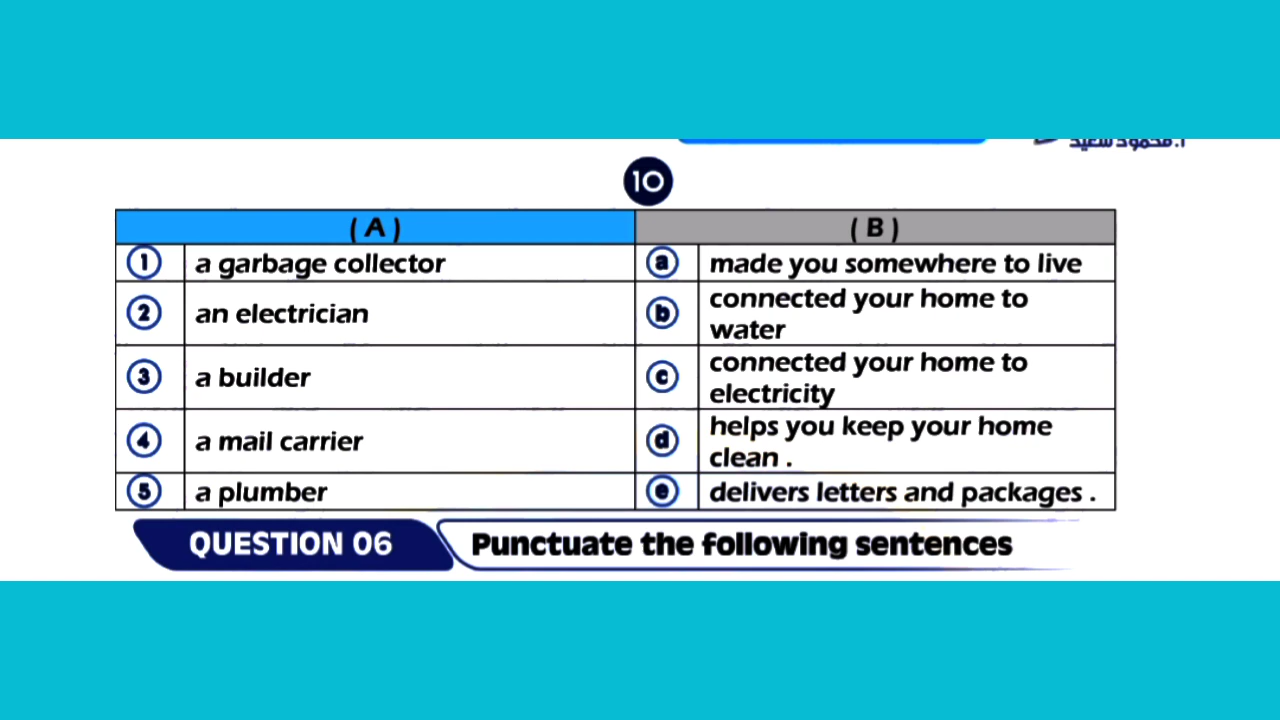 أ. محمود سعيد
10
( A ) ( B )
1 a garbage collector a made you somewhere to live
2 an electrician b connected your home to
water
3 a builder c connected your home to
electricity
4 a mail carrier d helps you keep your home
clean .
5 a plumber e delivers letters and packages .
QUESTION 06 Punctuate the following sentences